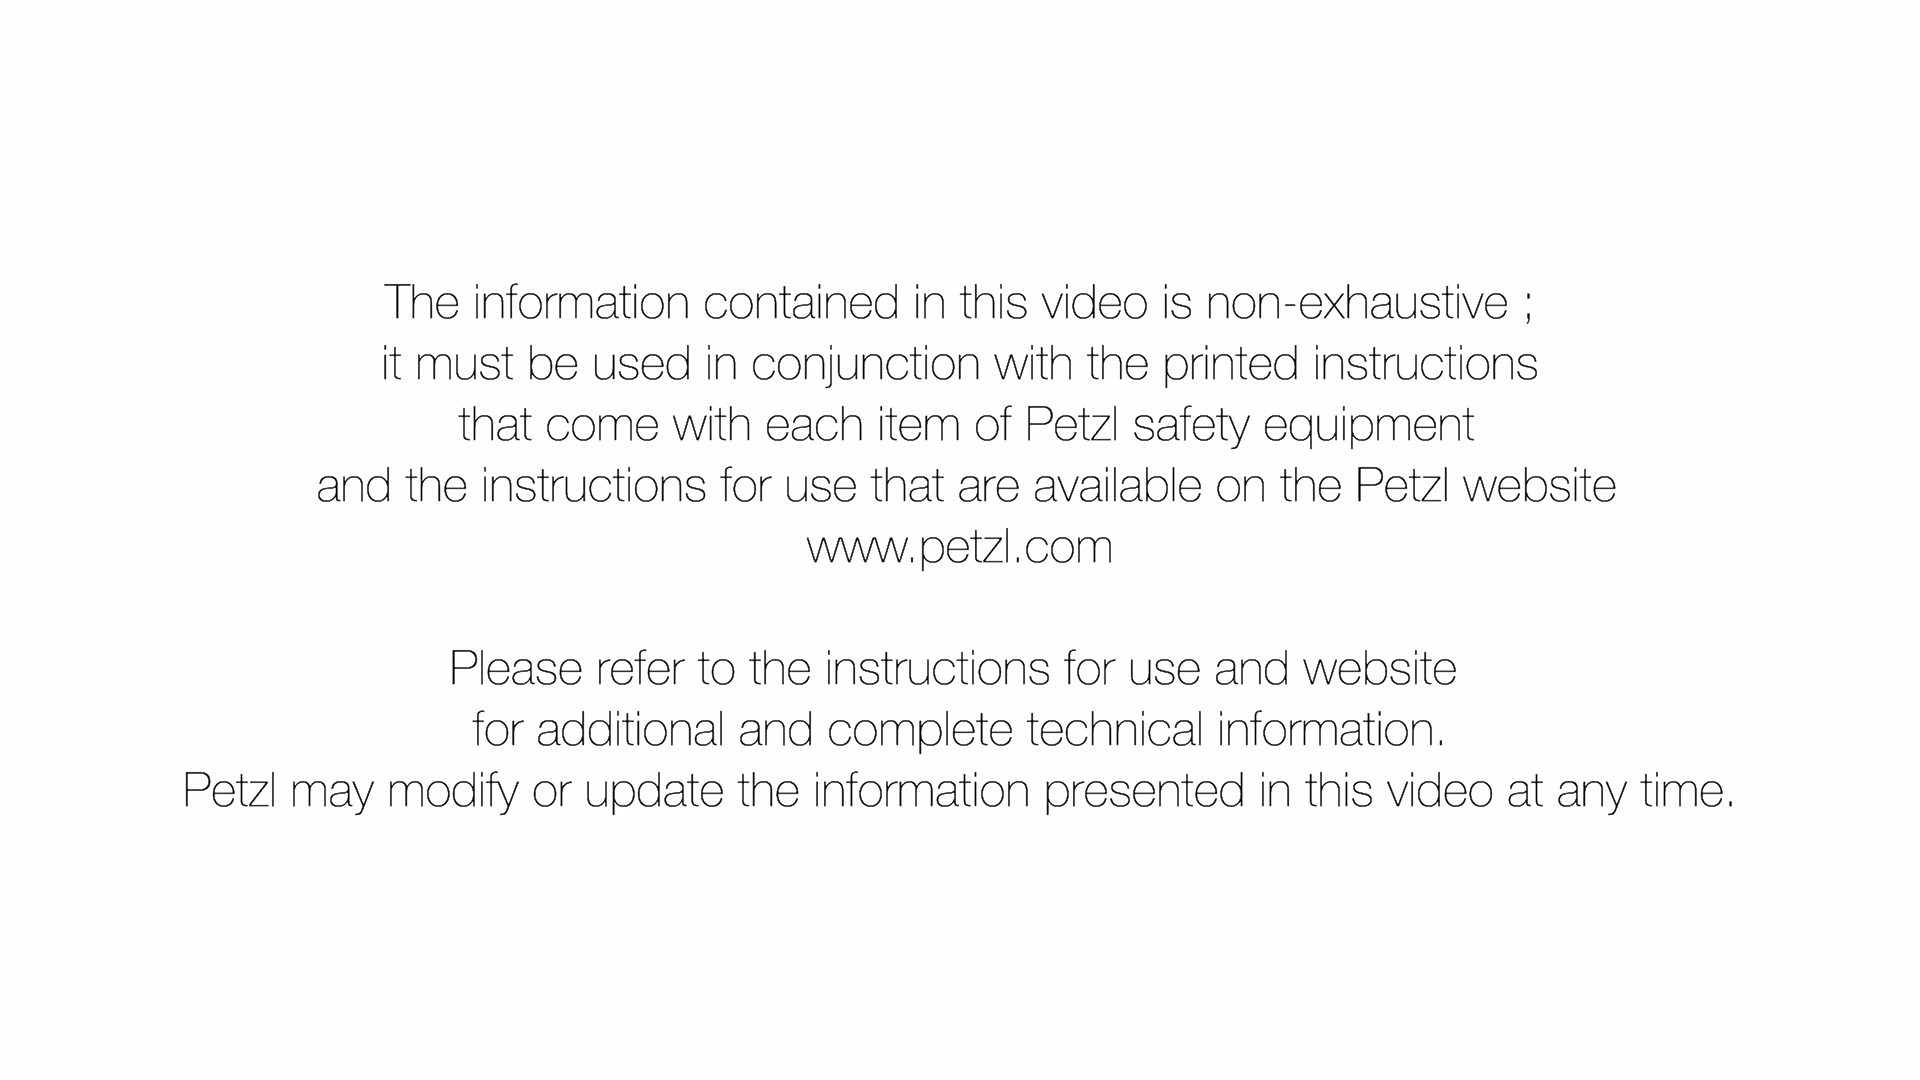 The information contained in this video is non-exhaustive ;
it must be used in conjunction with the printed instructions
that come with each item of Petzl safety equipment
and the instructions for use that are available on the Petzl website
www.petzl.com
Please refer to the instructions for use and website
for additional and complete technical information.
Petzl may modify or update the information presented in this video at any time.